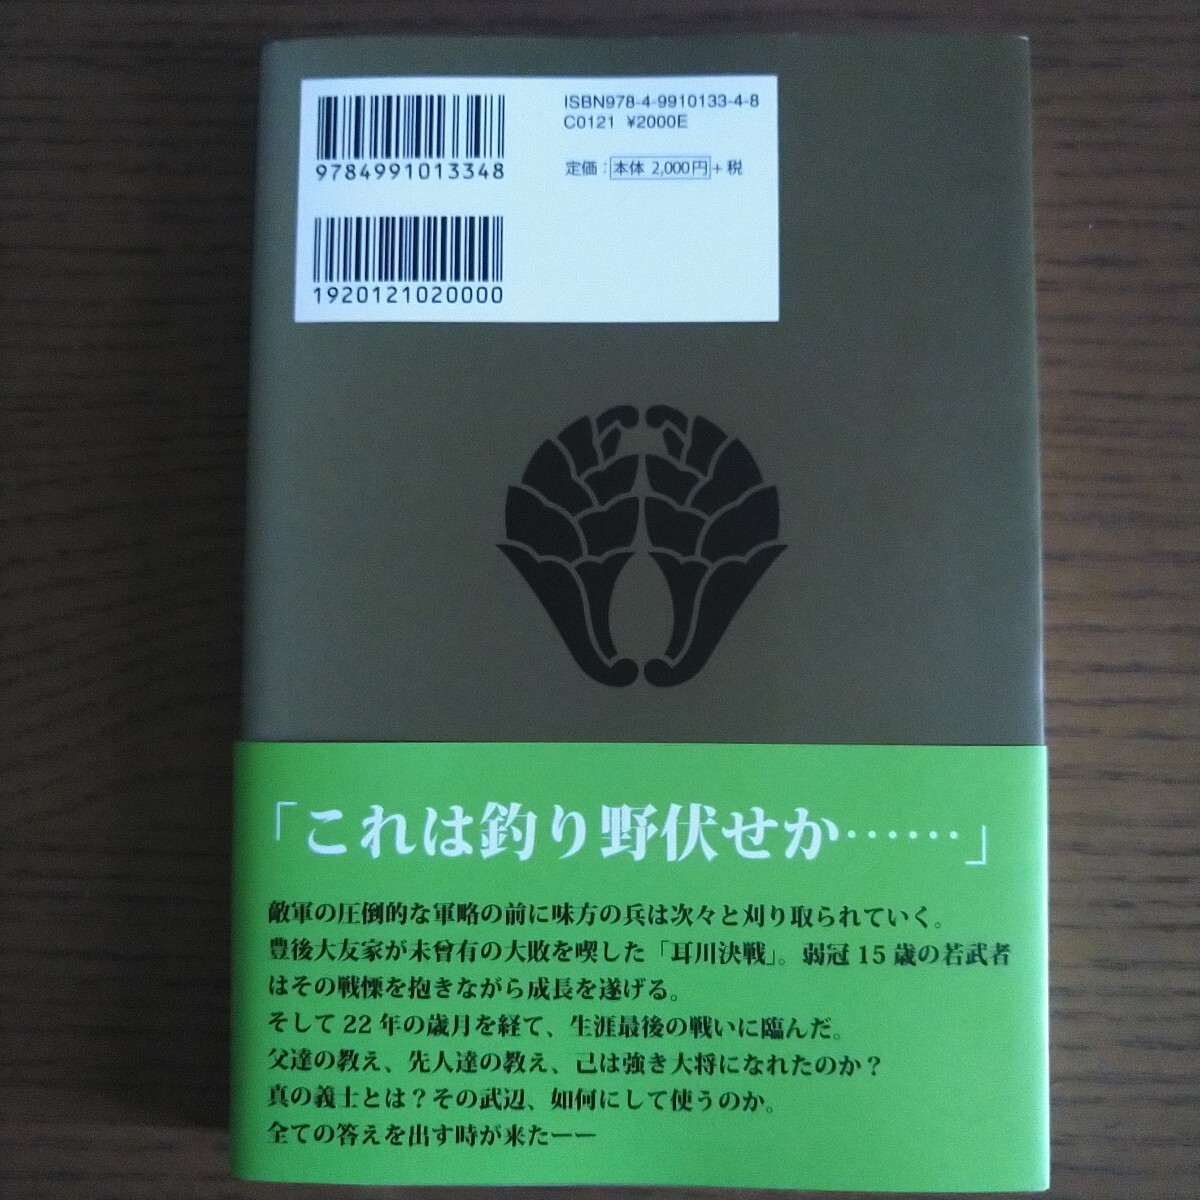 ISBN978-4-9910133-4-8
C0121 ¥2000E
9784991013348
定価：本体 2,000円＋税
1920121020000
「これは釣り野伏せか……」
敵軍の圧倒的な軍略の前に味方の兵は次々と刈り取られていく。
豊後大友家が未曾有の大敗を喫した「耳川決戦」。弱冠 15 歳の若武者
はその戦慄を抱きながら成長を遂げる。
そして 22 年の歳月を経て、生涯最後の戦いに臨んだ。
父達の教え、先人達の教え、己は強き大将になれたのか？
真の義士とは？その武辺、如何にして使うのか。
全ての答えを出す時が来たーー